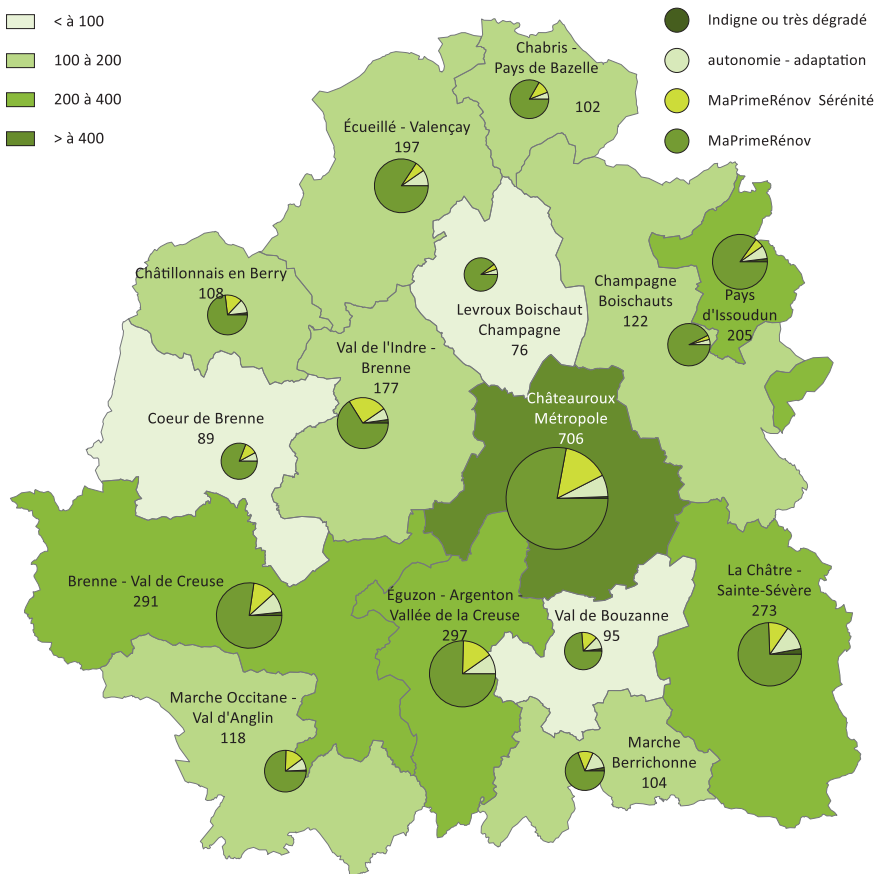 < à 100
100 à 200
200 à 400
> à 400
Indigne ou très dégradé
autonomie - adaptation
MaPrimeRénov Sérénité
MaPrimeRénov
Chabris -
Pays de Bazelle
102
Écueillé - Valençay
197
Châtillonnais en Berry
108
Levroux Boischaut
Champagne
76
Champagne
Boischauts
122
Pays
d'Issoudun
205
Val de l'Indre -
Brenne
177
Châteauroux
Métropole
706
Coeur de Brenne
89
Brenne - Val de Creuse
291
Éguzon - Argenton -
Vallée de la Creuse
297
Val de Bouzanne
95
La Châtre -
Sainte-Sévère
273
Marche Occitane -
Val d'Anglin
118
Marche
Berrichonne
104